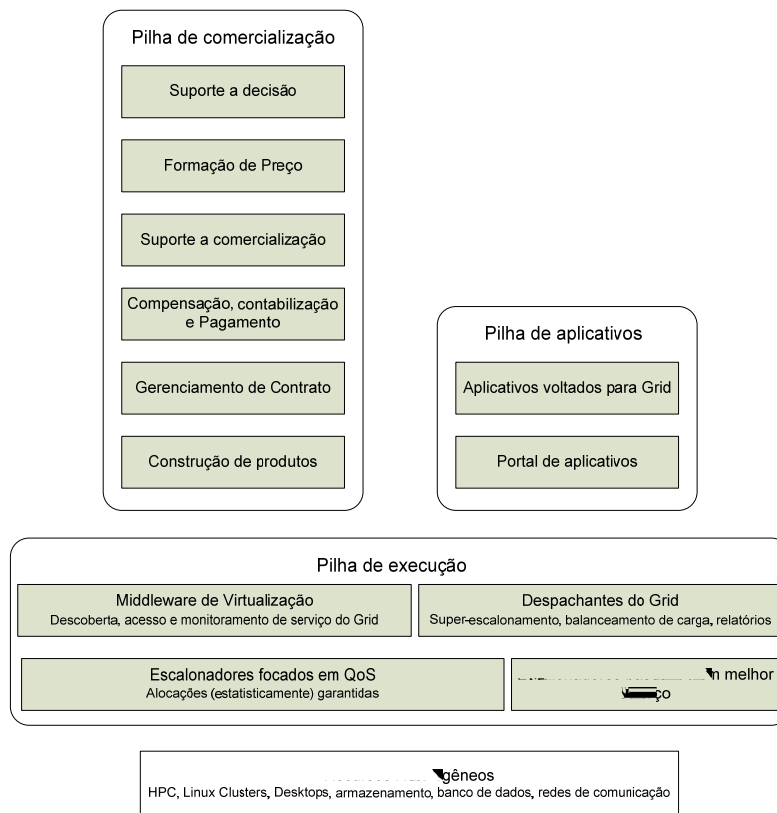 Pilha de comercialização
Suporte a decisão
Formação de Preço
Suporte a comercialização
Compensação, contabilização
e Pagamento
Gerenciamento de Contrato
Construção de produtos
Pilha de aplicativos
Aplicativos voltados para Grid
Portal de aplicativos
Pilha de execução
Middleware de Virtualização
Descoberta, acesso e monitoramento de serviço do Grid
Despachantes do Grid
Super-escalonamento, balanceamento de carga, relatórios
Escalonadores focados em QoS
Alocações (estatisticamente) garantidas
melhor
HPC, Linux Clusters, Desktops, armazenamento, banco de dados, redes de comunicação